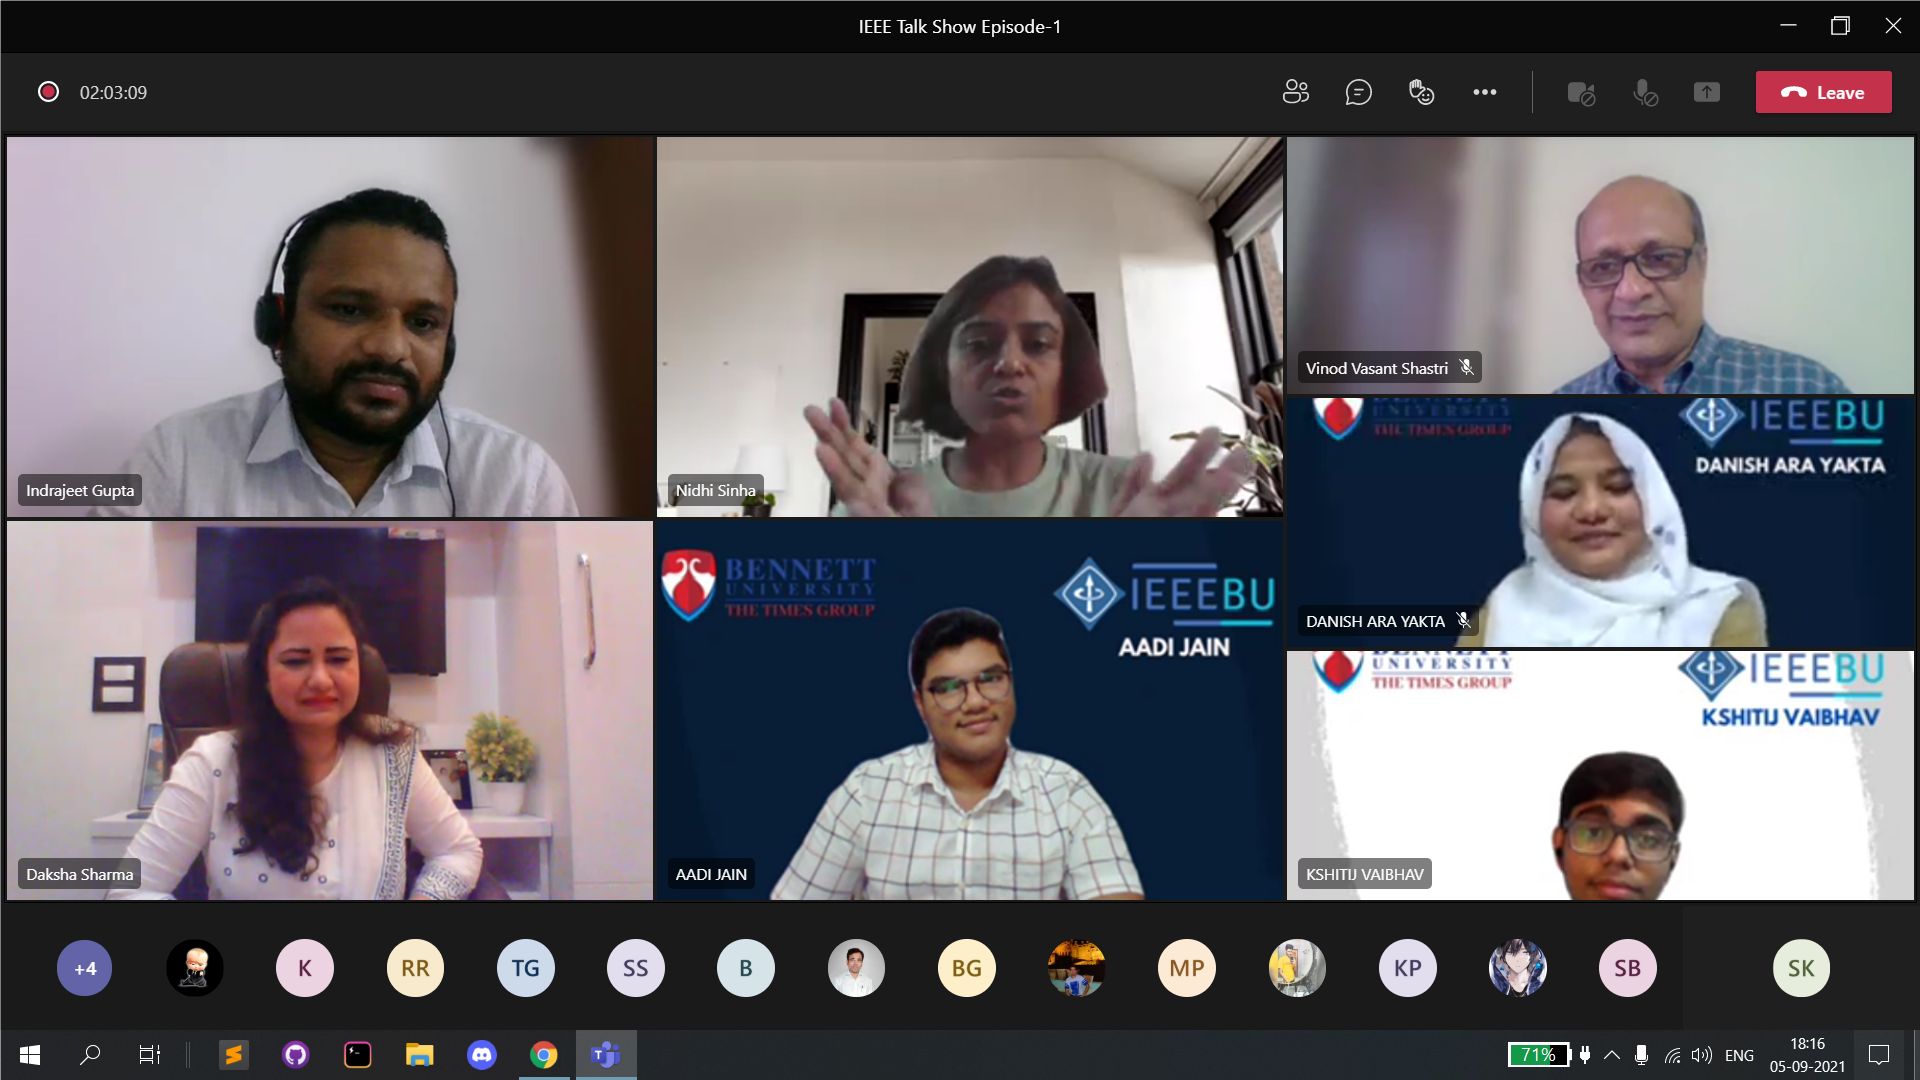 IEEE Talk Show Episode-1
02:03:09
Leave
Indrajeet Gupta
Nidhi Sinha
Vinod Vasant Shastri
UNIVERSITY
THE TIMES GROUP
IEEEBU
DANISH ARA YAKTA
DANISH ARA YAKTA
Daksha Sharma
BENNETT
UNIVERSITY
THE TIMES GROUP
IEEEBU
AADI JAIN
AADI JAIN
BENNETT
UNIVERSITY
THE TIMES GROUP
IEEEBU
KSHITIJ VAIBHAV
KSHITIJ VAIBHAV
+4
K
RR
TG
SS
B
BG
MP
KP
SB
SK
71%
ENG
18:16
05-09-2021